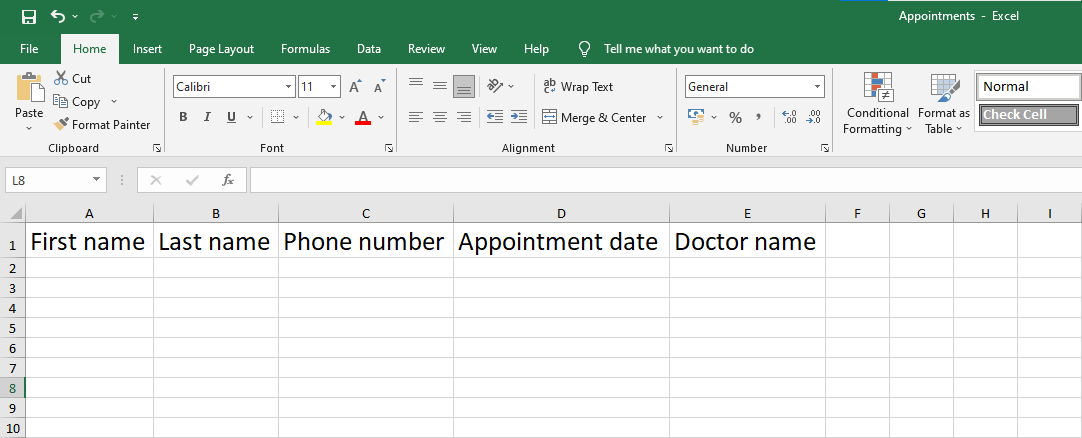 Appointments - Excel
File Home Insert Page Layout Formulas Data Review View Help Tell me what you want to do
Paste
Cut
Copy
Format Painter
Clipboard
Calibri 11 A A
B I U A
Font
ab Wrap Text
Merge & Center
Alignment
General
% ,
.00 .00
Number
Conditional Formatting
Format as Table
Normal
Check Cell
L8 fx
A B C D E F G H I
1 First name Last name Phone number Appointment date Doctor name
2
3
4
5
6
7
8
9
10